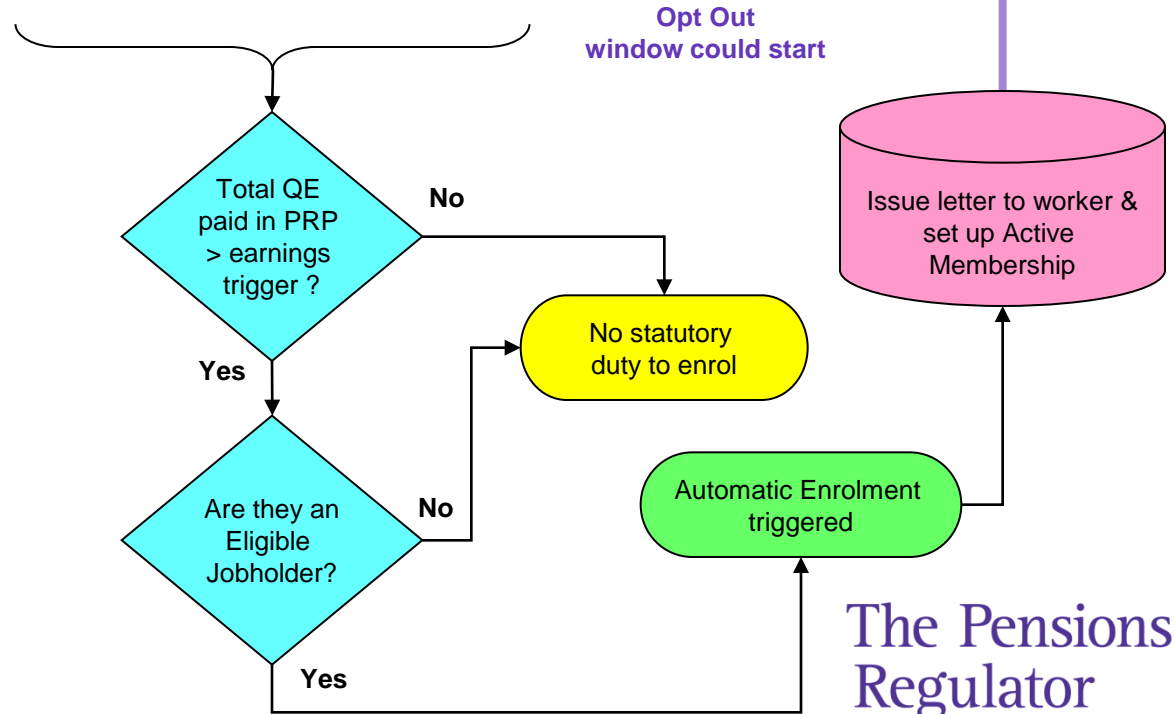 Opt Out
window could start
Total QE
paid in PRP
> earnings
trigger ?
No
Issue letter to worker &
set up Active
Membership
No statutory
duty to enrol
Yes
Are they an
Eligible
Jobholder?
No
Automatic Enrolment
triggered
Yes
The Pensions
Regulator